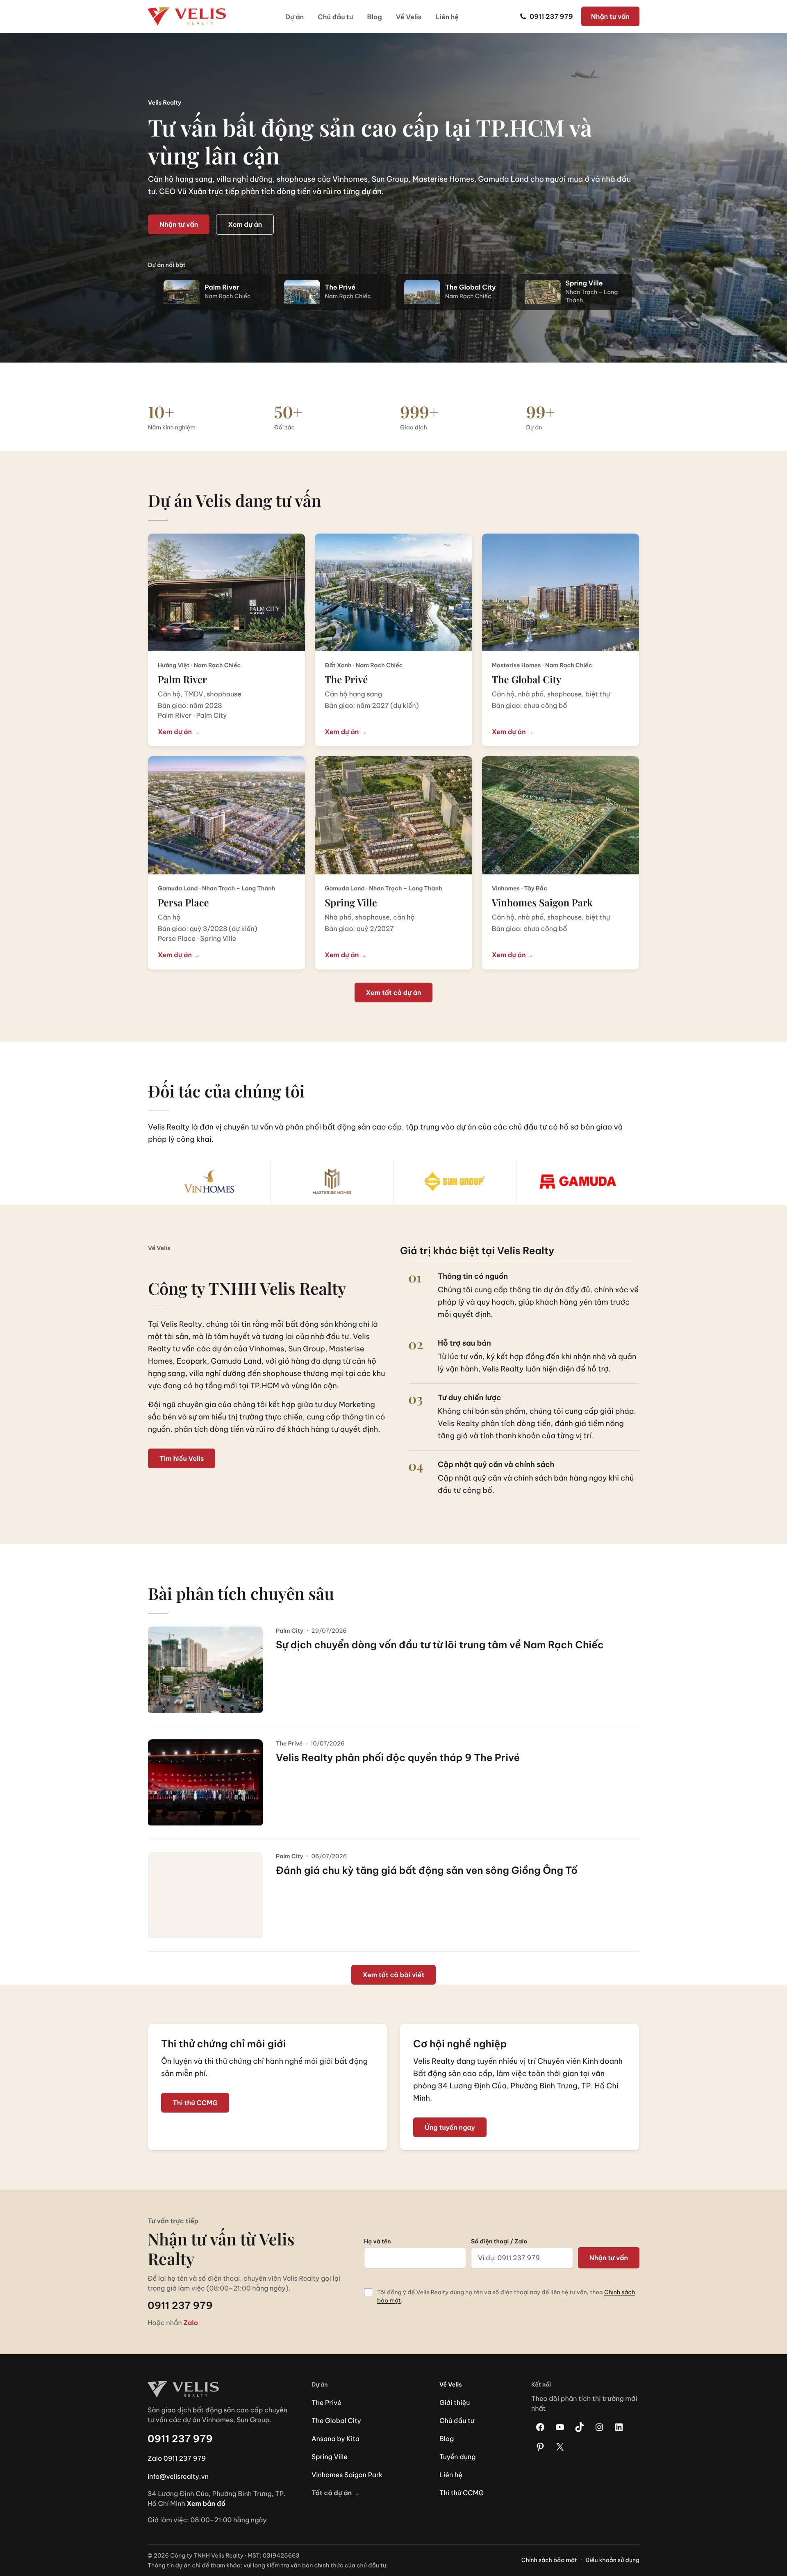 VELIS
REALTY
Dự án
Chủ đầu tư
Blog
Về Velis
Liên hệ
0911 237 979
Nhận tư vấn
Velis Realty
Tư vấn bất động sản cao cấp tại TP.HCM và
vùng lân cận
Căn hộ hạng sang, villa nghỉ dưỡng, shophouse của Vinhomes, Sun Group, Masterise Homes, Gamuda Land cho người mua ở và nhà đầu
tư. CEO Vũ Xuân trực tiếp phân tích dòng tiền và rủi ro từng dự án.
Nhận tư vấn
Xem dự án
Dự án nổi bật
Palm River
Nam Rạch Chiếc
The Privé
Nam Rạch Chiếc
The Global City
Nam Rạch Chiếc
Spring Ville
Nhơn Trạch – Long
Thành
10+
Năm kinh nghiệm
50+
Đối tác
999+
Giao dịch
99+
Dự án
Dự án Velis đang tư vấn
PALM CITY
Hưởng Việt · Nam Rạch Chiếc
Palm River
Căn hộ, TMDV, shophouse
Bàn giao: năm 2028
Palm River · Palm City
Xem dự án →
Đất Xanh · Nam Rạch Chiếc
The Privé
Căn hộ hạng sang
Bàn giao: năm 2027 (dự kiến)
Xem dự án →
Masterise Homes · Nam Rạch Chiếc
The Global City
Căn hộ, nhà phố, shophouse, biệt thự
Bàn giao: chưa công bố
Xem dự án →
Gamuda Land · Nhơn Trạch – Long Thành
Persa Place
Căn hộ
Bàn giao: quý 3/2028 (dự kiến)
Persa Place · Spring Ville
Xem dự án →
Gamuda Land · Nhơn Trạch – Long Thành
Spring Ville
Nhà phố, shophouse, căn hộ
Bàn giao: quý 2/2027
Xem dự án →
Vinhomes · Tây Bắc
Vinhomes Saigon Park
Căn hộ, nhà phố, shophouse, biệt thự
Bàn giao: chưa công bố
Xem dự án →
Xem tất cả dự án
Đối tác của chúng tôi
Velis Realty là đơn vị chuyên tư vấn và phân phối bất động sản cao cấp, tập trung vào dự án của các chủ đầu tư có hồ sơ bàn giao và
pháp lý công khai.
VINHOMES
MASTERISE HOMES
SUN GROUP
GAMUDA
Về Velis
Công ty TNHH Velis Realty
Tại Velis Realty, chúng tôi tin rằng mỗi bất động sản không chỉ là
một tài sản, mà là tâm huyết và tương lai của nhà đầu tư. Velis
Realty tư vấn các dự án của Vinhomes, Sun Group, Masterise
Homes, Ecopark, Gamuda Land, với giỏ hàng đa dạng từ căn hộ
hạng sang, villa nghỉ dưỡng đến shophouse thương mại tại các khu
vực đang có hạ tầng mới tại TP.HCM và vùng lân cận.
Đội ngũ chuyên gia của chúng tôi kết hợp giữa tư duy Marketing
sắc bén và sự am hiểu thị trường thực chiến, cung cấp thông tin có
nguồn, phân tích dòng tiền và rủi ro để khách hàng tự quyết định.
Tìm hiểu Velis
Giá trị khác biệt tại Velis Realty
01
Thông tin có nguồn
Chúng tôi cung cấp thông tin dự án đầy đủ, chính xác về
pháp lý và quy hoạch, giúp khách hàng yên tâm trước
mỗi quyết định.
02
Hỗ trợ sau bán
Từ lúc tư vấn, ký kết hợp đồng đến khi nhận nhà và quản
lý vận hành, Velis Realty luôn hiện diện để hỗ trợ.
03
Tư duy chiến lược
Không chỉ bán sản phẩm, chúng tôi cung cấp giải pháp.
Velis Realty phân tích dòng tiền, đánh giá tiềm năng
tăng giá và tính thanh khoản của từng vị trí.
04
Cập nhật quỹ căn và chính sách
Cập nhật quỹ căn và chính sách bán hàng ngay khi chủ
đầu tư công bố.
Bài phân tích chuyên sâu
Palm City · 29/07/2026
Sự dịch chuyển dòng vốn đầu tư từ lõi trung tâm về Nam Rạch Chiếc
The Privé · 10/07/2026
Velis Realty phân phối độc quyền tháp 9 The Privé
Palm City · 06/07/2026
Đánh giá chu kỳ tăng giá bất động sản ven sông Giồng Ông Tố
Xem tất cả bài viết
Thi thử chứng chỉ môi giới
Ôn luyện và thi thử chứng chỉ hành nghề môi giới bất động
sản miễn phí.
Thi thử CCMG
Cơ hội nghề nghiệp
Velis Realty đang tuyển nhiều vị trí Chuyên viên Kinh doanh
Bất động sản cao cấp, làm việc toàn thời gian tại văn
phòng 34 Lương Định Của, Phường Bình Trưng, TP. Hồ Chí
Minh.
Ứng tuyển ngay
Tư vấn trực tiếp
Nhận tư vấn từ Velis
Realty
Để lại họ tên và số điện thoại, chuyên viên Velis Realty gọi lại
trong giờ làm việc (08:00–21:00 hằng ngày).
0911 237 979
Hoặc nhắn Zalo
Họ và tên
Số điện thoại / Zalo
Ví dụ: 0911 237 979
Nhận tư vấn
Tôi đồng ý để Velis Realty dùng họ tên và số điện thoại này để liên hệ tư vấn, theo Chính sách
bảo mật.
VELIS
REALTY
Sàn giao dịch bất động sản cao cấp chuyên
tư vấn các dự án Vinhomes, Sun Group.
0911 237 979
Zalo 0911 237 979
info@velisrealty.vn
34 Lương Định Của, Phường Bình Trưng, TP.
Hồ Chí Minh Xem bản đồ
Giờ làm việc: 08:00–21:00 hằng ngày
Dự án
The Privé
The Global City
Ansana by Kita
Spring Ville
Vinhomes Saigon Park
Tất cả dự án →
Về Velis
Giới thiệu
Chủ đầu tư
Blog
Tuyển dụng
Liên hệ
Thi thử CCMG
Kết nối
Theo dõi phân tích thị trường mới
nhất
© 2026 Công ty TNHH Velis Realty · MST: 0319425663
Thông tin dự án chỉ để tham khảo; vui lòng kiểm tra văn bản chính thức của chủ đầu tư.
Chính sách bảo mật · Điều khoản sử dụng